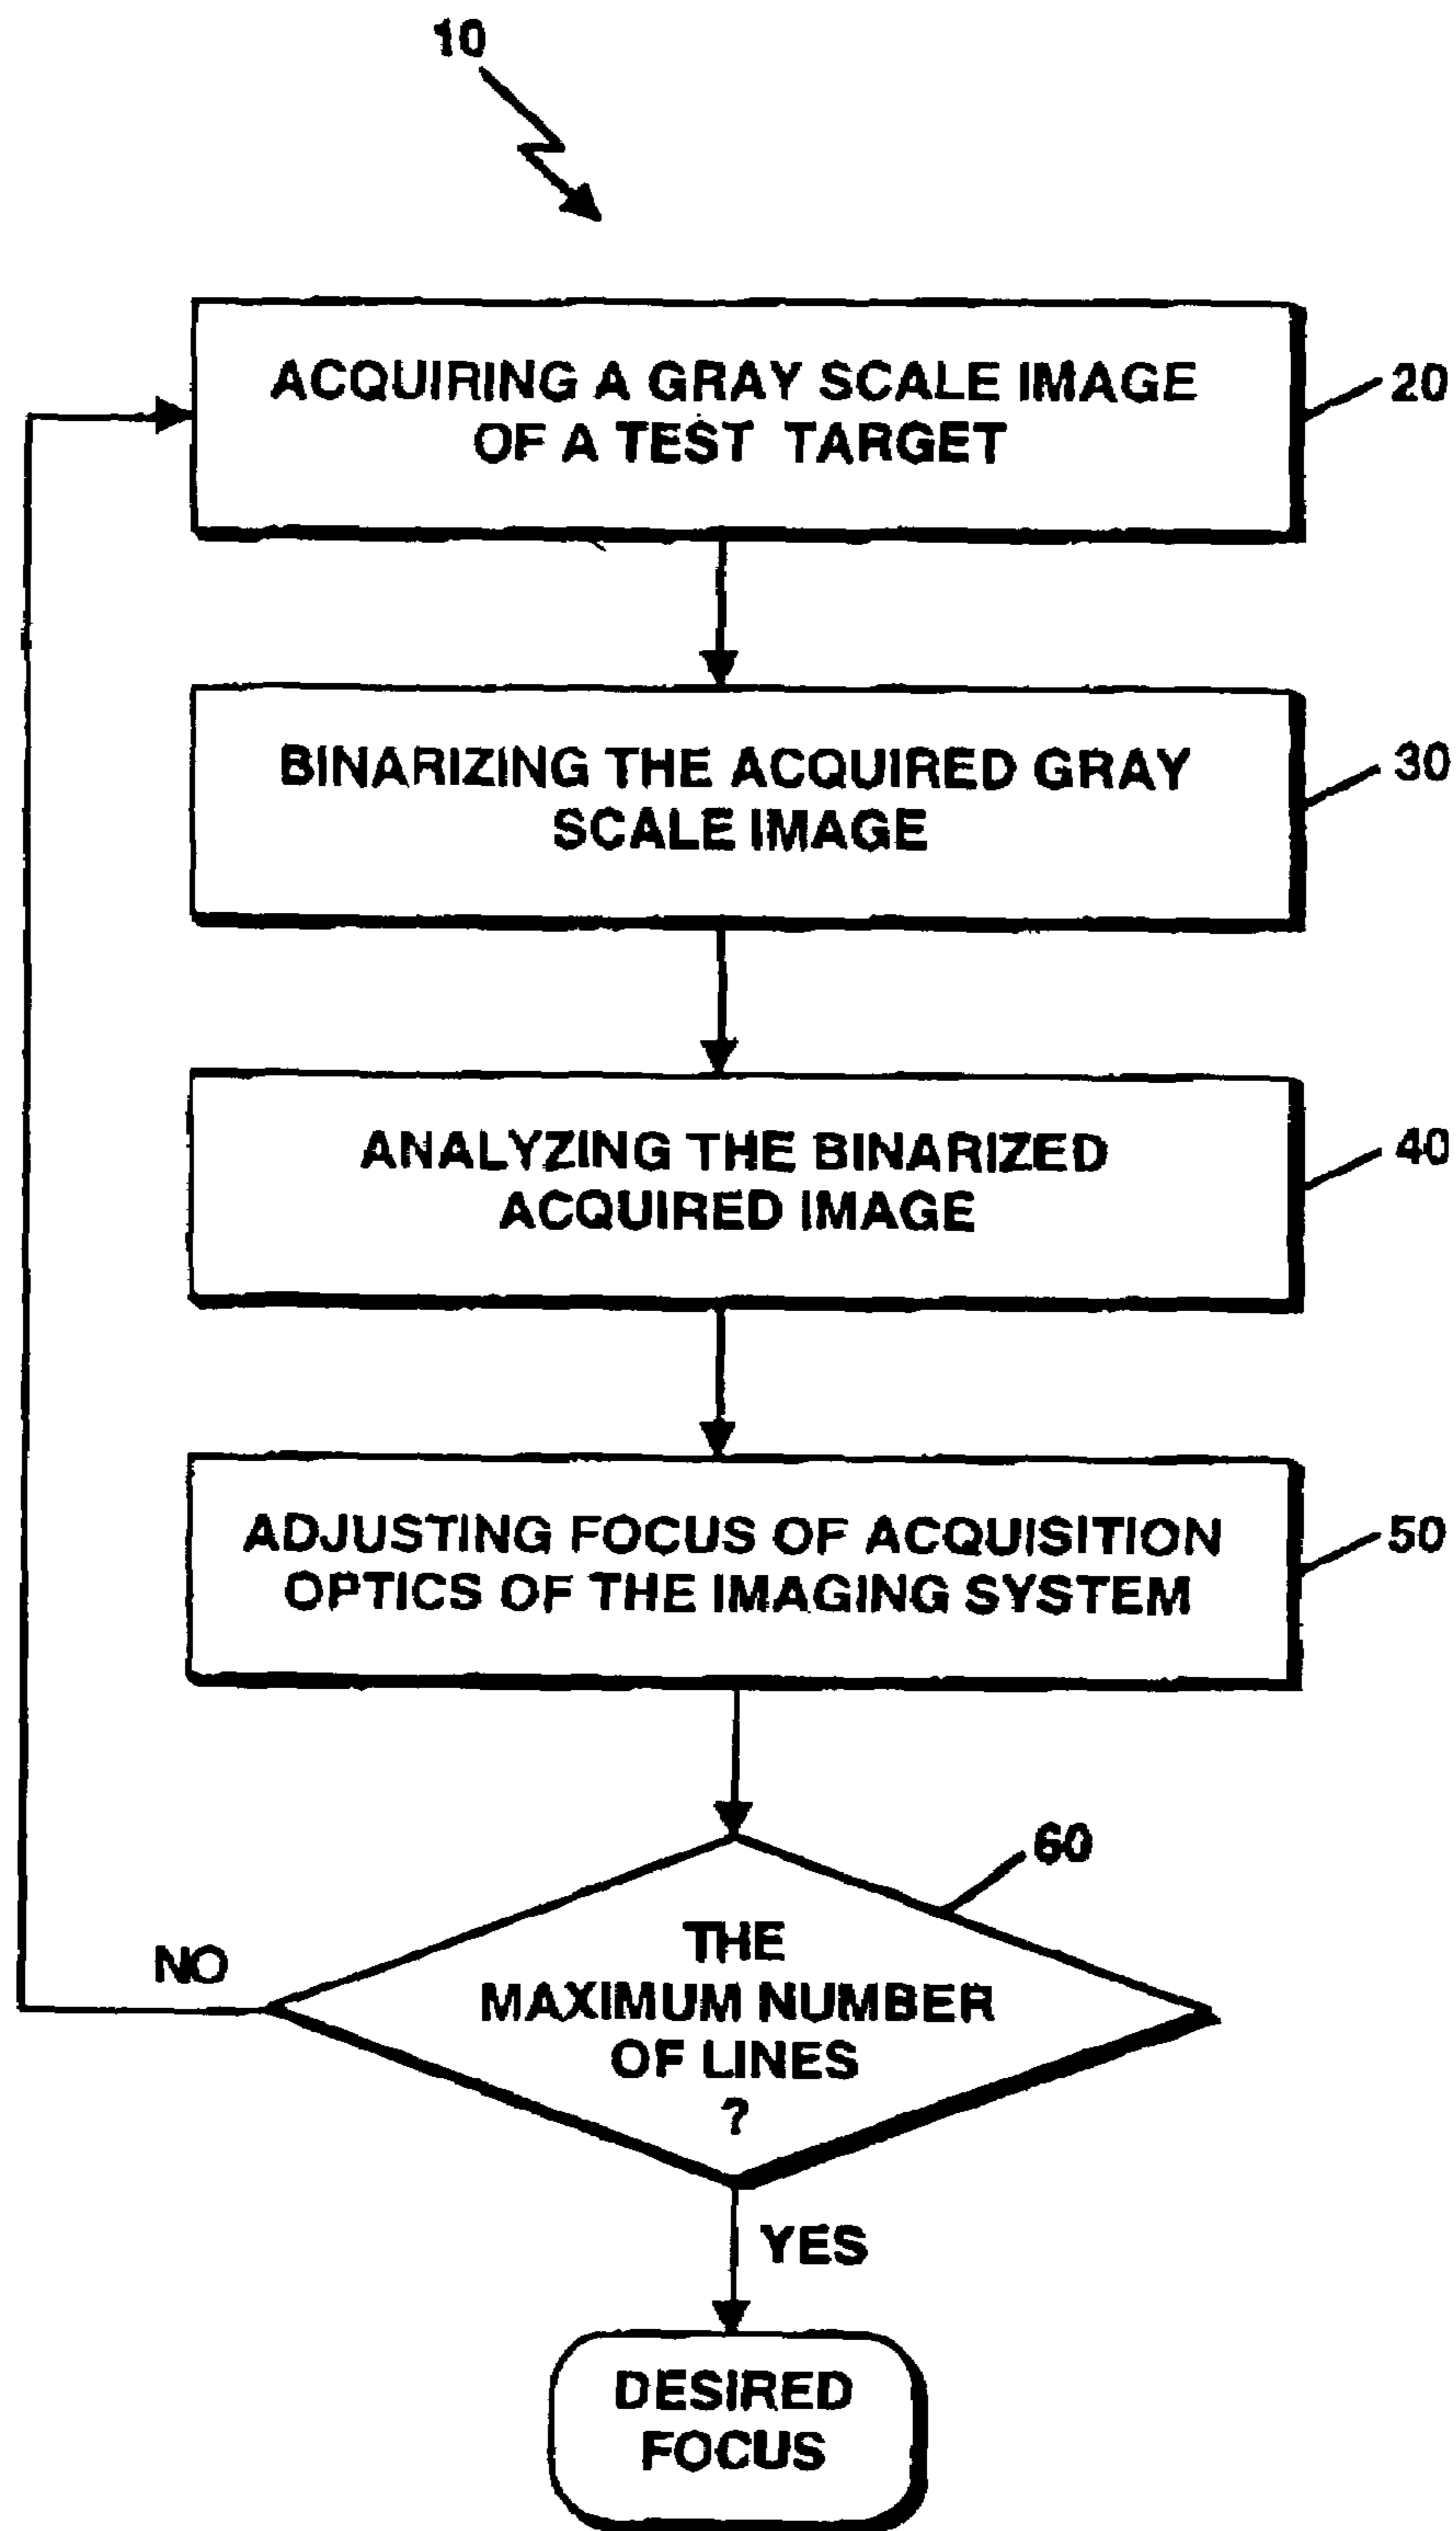 10
ACQUIRING A GRAY SCALE IMAGE
OF A TEST TARGET
20
BINARIZING THE ACQUIRED GRAY
SCALE IMAGE
30
ANALYZING THE BINARIZED
ACQUIRED IMAGE
40
ADJUSTING FOCUS OF ACQUISITION
OPTICS OF THE IMAGING SYSTEM
50
60
THE
MAXIMUM NUMBER
OF LINES
?
NO
YES
DESIRED
FOCUS